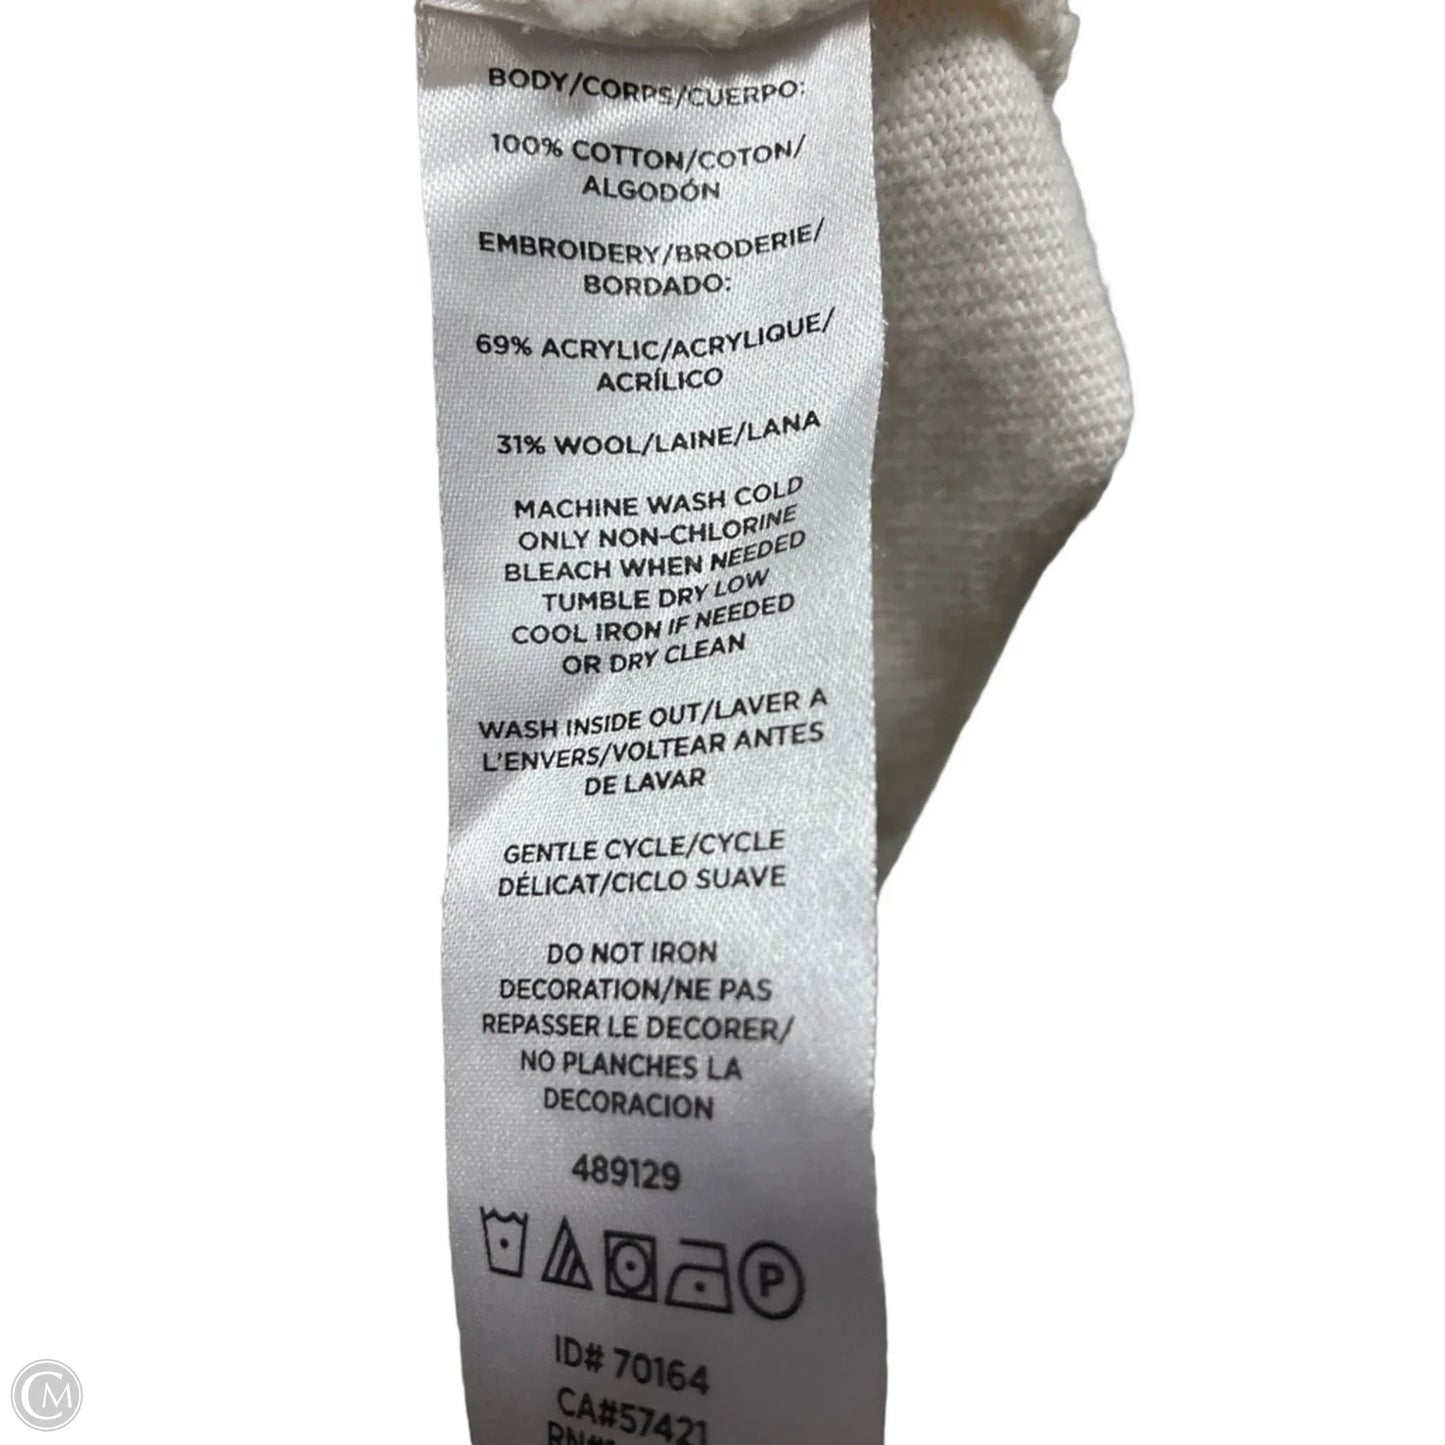 BODY/CORPS/CUERPO:
100% COTTON/COTON/
ALGODÓN
EMBROIDERY/BRODERIE/
BORDADO:
69% ACRYLIC/ACRYLIQUE/
ACRÍLICO
31% WOOL/LAINE/LANA
MACHINE WASH COLD
ONLY NON-CHLORINE
BLEACH WHEN NEEDED
TUMBLE DRY LOW
COOL IRON IF NEEDED
OR DRY CLEAN
WASH INSIDE OUT/LAVER A
L'ENVERS/VOLTEAR ANTES
DE LAVAR
GENTLE CYCLE/CYCLE
DÉLICAT/CICLO SUAVE
DO NOT IRON
DECORATION/NE PAS
REPASSER LE DECORER/
NO PLANCHES LA
DECORACION
489129
P
ID# 70164
CA#57421
CM